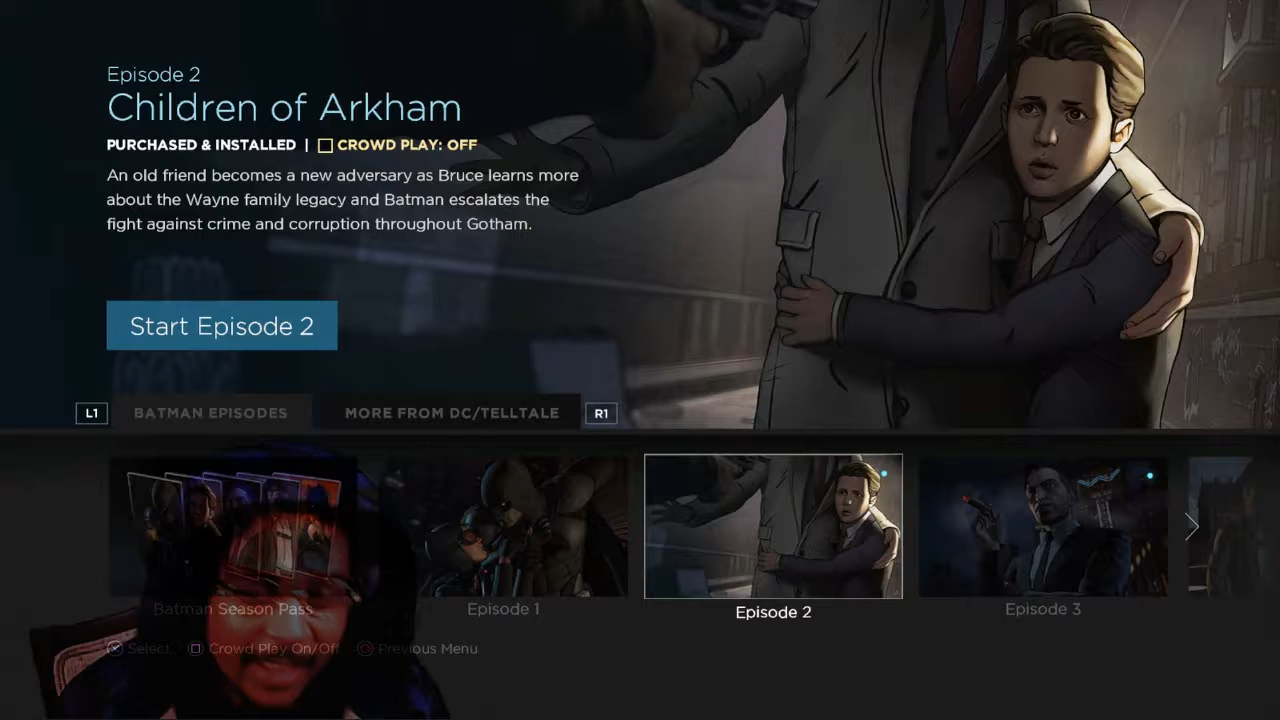 Episode 2
Children of Arkham
PURCHASED & INSTALLED | CROWD PLAY: OFF
An old friend becomes a new adversary as Bruce learns more
about the Wayne family legacy and Batman escalates the
fight against crime and corruption throughout Gotham.
Start Episode 2
L1 BATMAN EPISODES MORE FROM DC/TELLTALE R1
Batman Season Pass Episode 1 Episode 2 Episode 3
Select Crowd Play On/Off Previous Menu